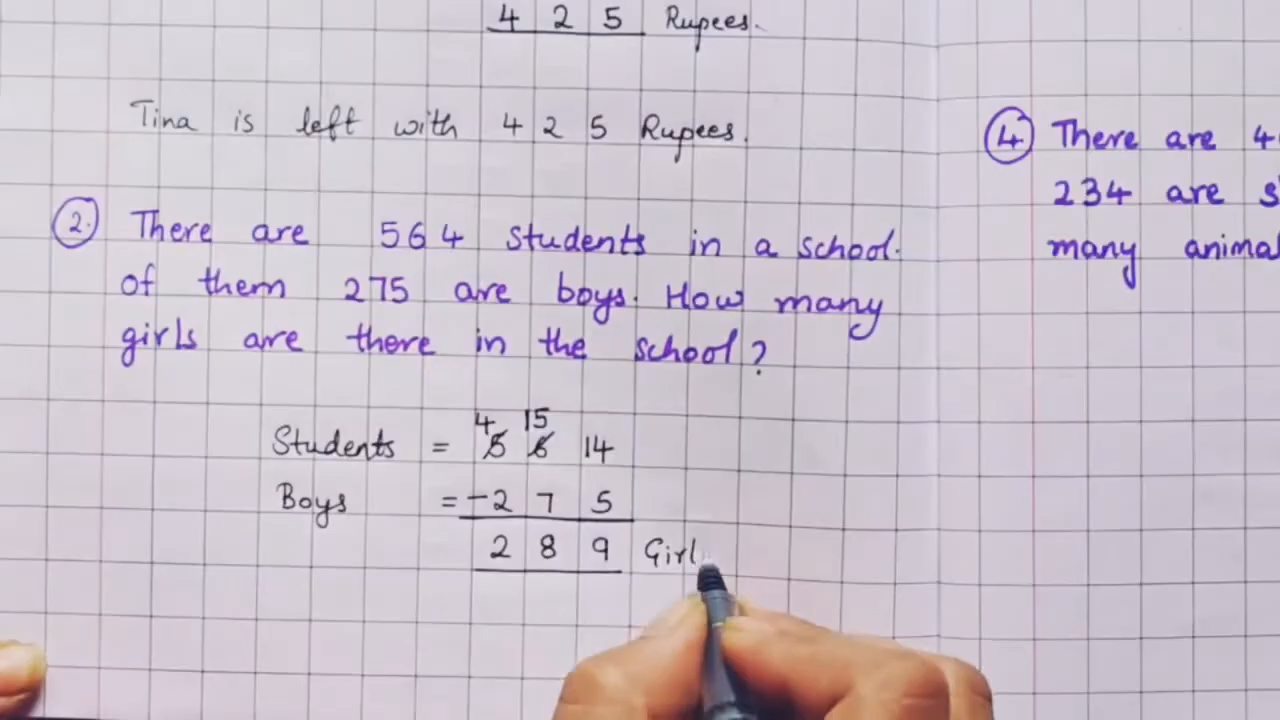 4 2 5 Rupees.
Tina is left with 4 2 5 Rupees.
2. There are 564 students in a school.
of them 275 are boys. How many
girls are there in the school?
4 15
Students = 5 6 14
Boys = - 2 7 5
2 8 9 Girl
4. There are 4
234 are s
many anima